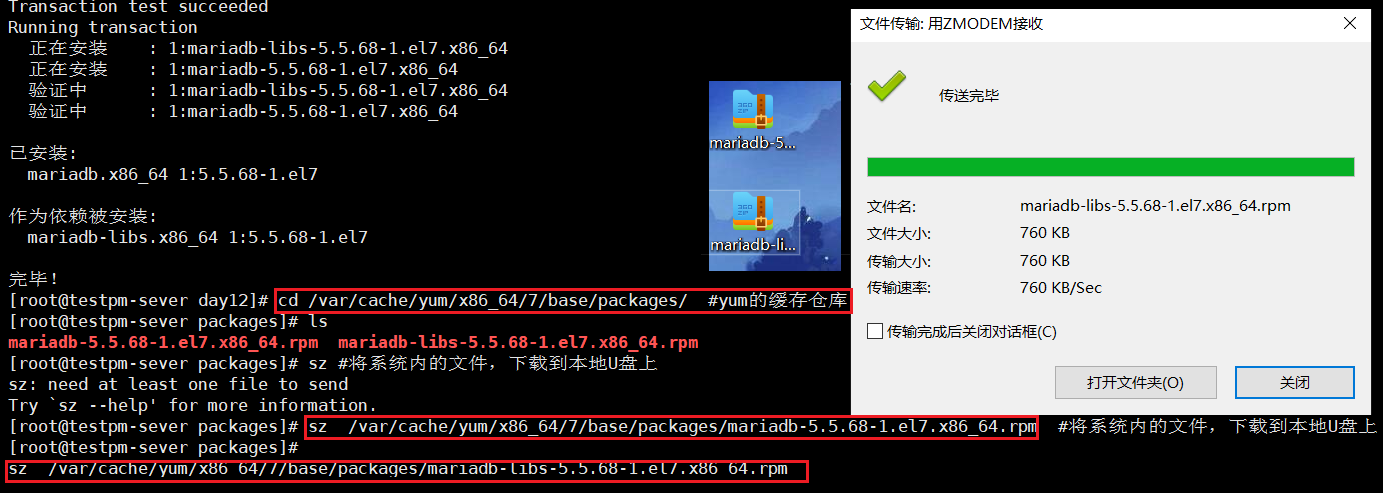 Transaction test succeeded
Running transaction
正在安装    : 1:mariadb-libs-5.5.68-1.el7.x86_64
正在安装    : 1:mariadb-5.5.68-1.el7.x86_64
验证中      : 1:mariadb-libs-5.5.68-1.el7.x86_64
验证中      : 1:mariadb-5.5.68-1.el7.x86_64
已安装:
mariadb.x86_64 1:5.5.68-1.el7
作为依赖被安装:
mariadb-libs.x86_64 1:5.5.68-1.el7
完毕!
[root@testpm-sever day12]# cd /var/cache/yum/x86_64/7/base/packages/  #yum的缓存仓库
[root@testpm-sever packages]# ls
mariadb-5.5.68-1.el7.x86_64.rpm  mariadb-libs-5.5.68-1.el7.x86_64.rpm
[root@testpm-sever packages]# sz #将系统内的文件，下载到本地U盘上
sz: need at least one file to send
Try `sz --help' for more information.
[root@testpm-sever packages]# sz  /var/cache/yum/x86_64/7/base/packages/mariadb-5.5.68-1.el7.x86_64.rpm  #将系统内的文件，下载到本地U盘上
[root@testpm-sever packages]#
sz  /var/cache/yum/x86_64/7/base/packages/mariadb-libs-5.5.68-1.el7.x86_64.rpm
360
ZIP
mariadb-5...
360
ZIP
mariadb-li...
文件传输: 用ZMODEM接收
传送完毕
文件名: mariadb-libs-5.5.68-1.el7.x86_64.rpm
文件大小: 760 KB
传输大小: 760 KB
传输速率: 760 KB/Sec
传输完成后关闭对话框(C)
打开文件夹(O) 关闭